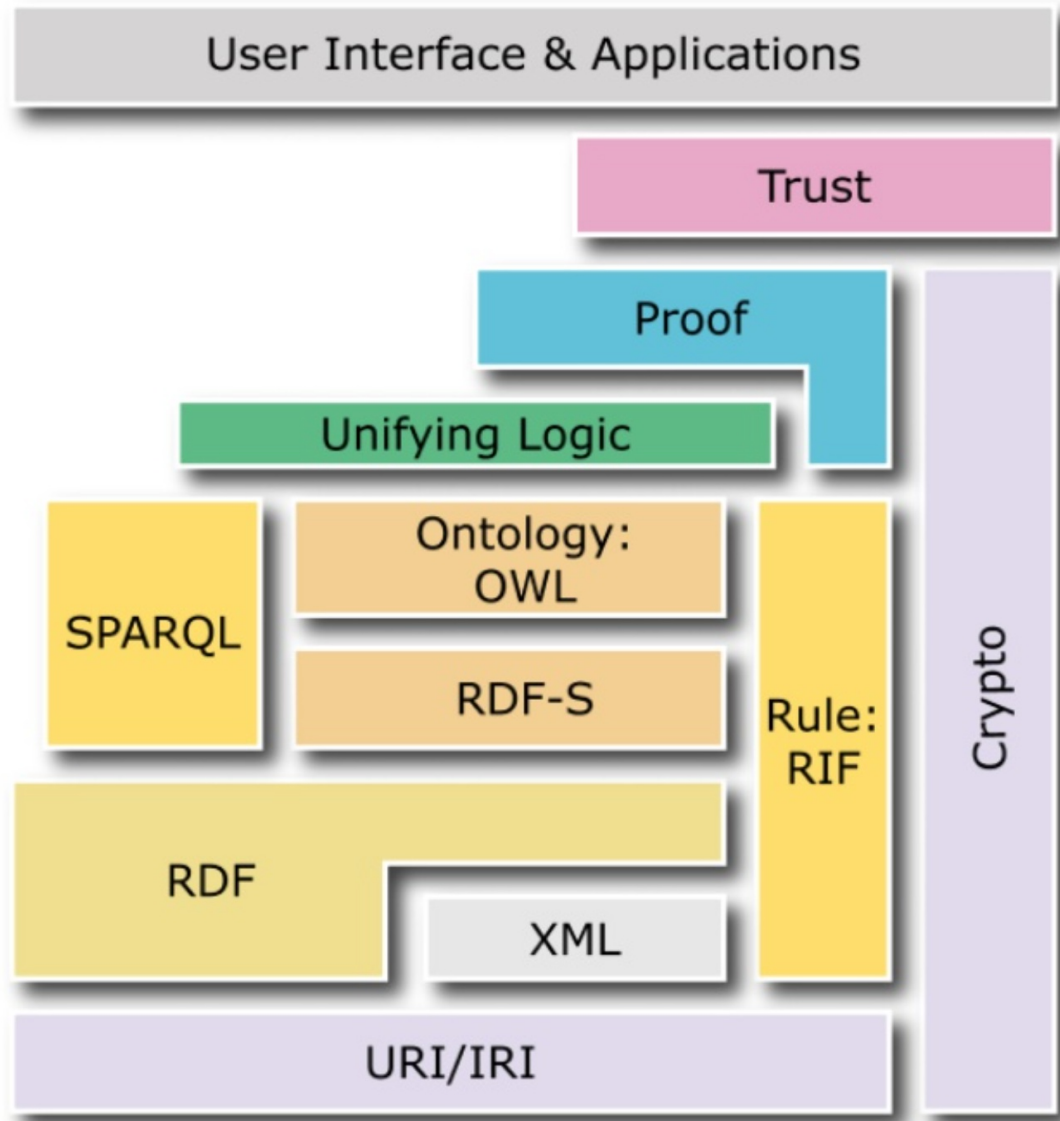 User Interface & Applications
Trust
Proof
Unifying Logic
Ontology:
OWL
SPARQL
RDF-S
Rule:
RIF
Crypto
RDF
XML
URI/IRI